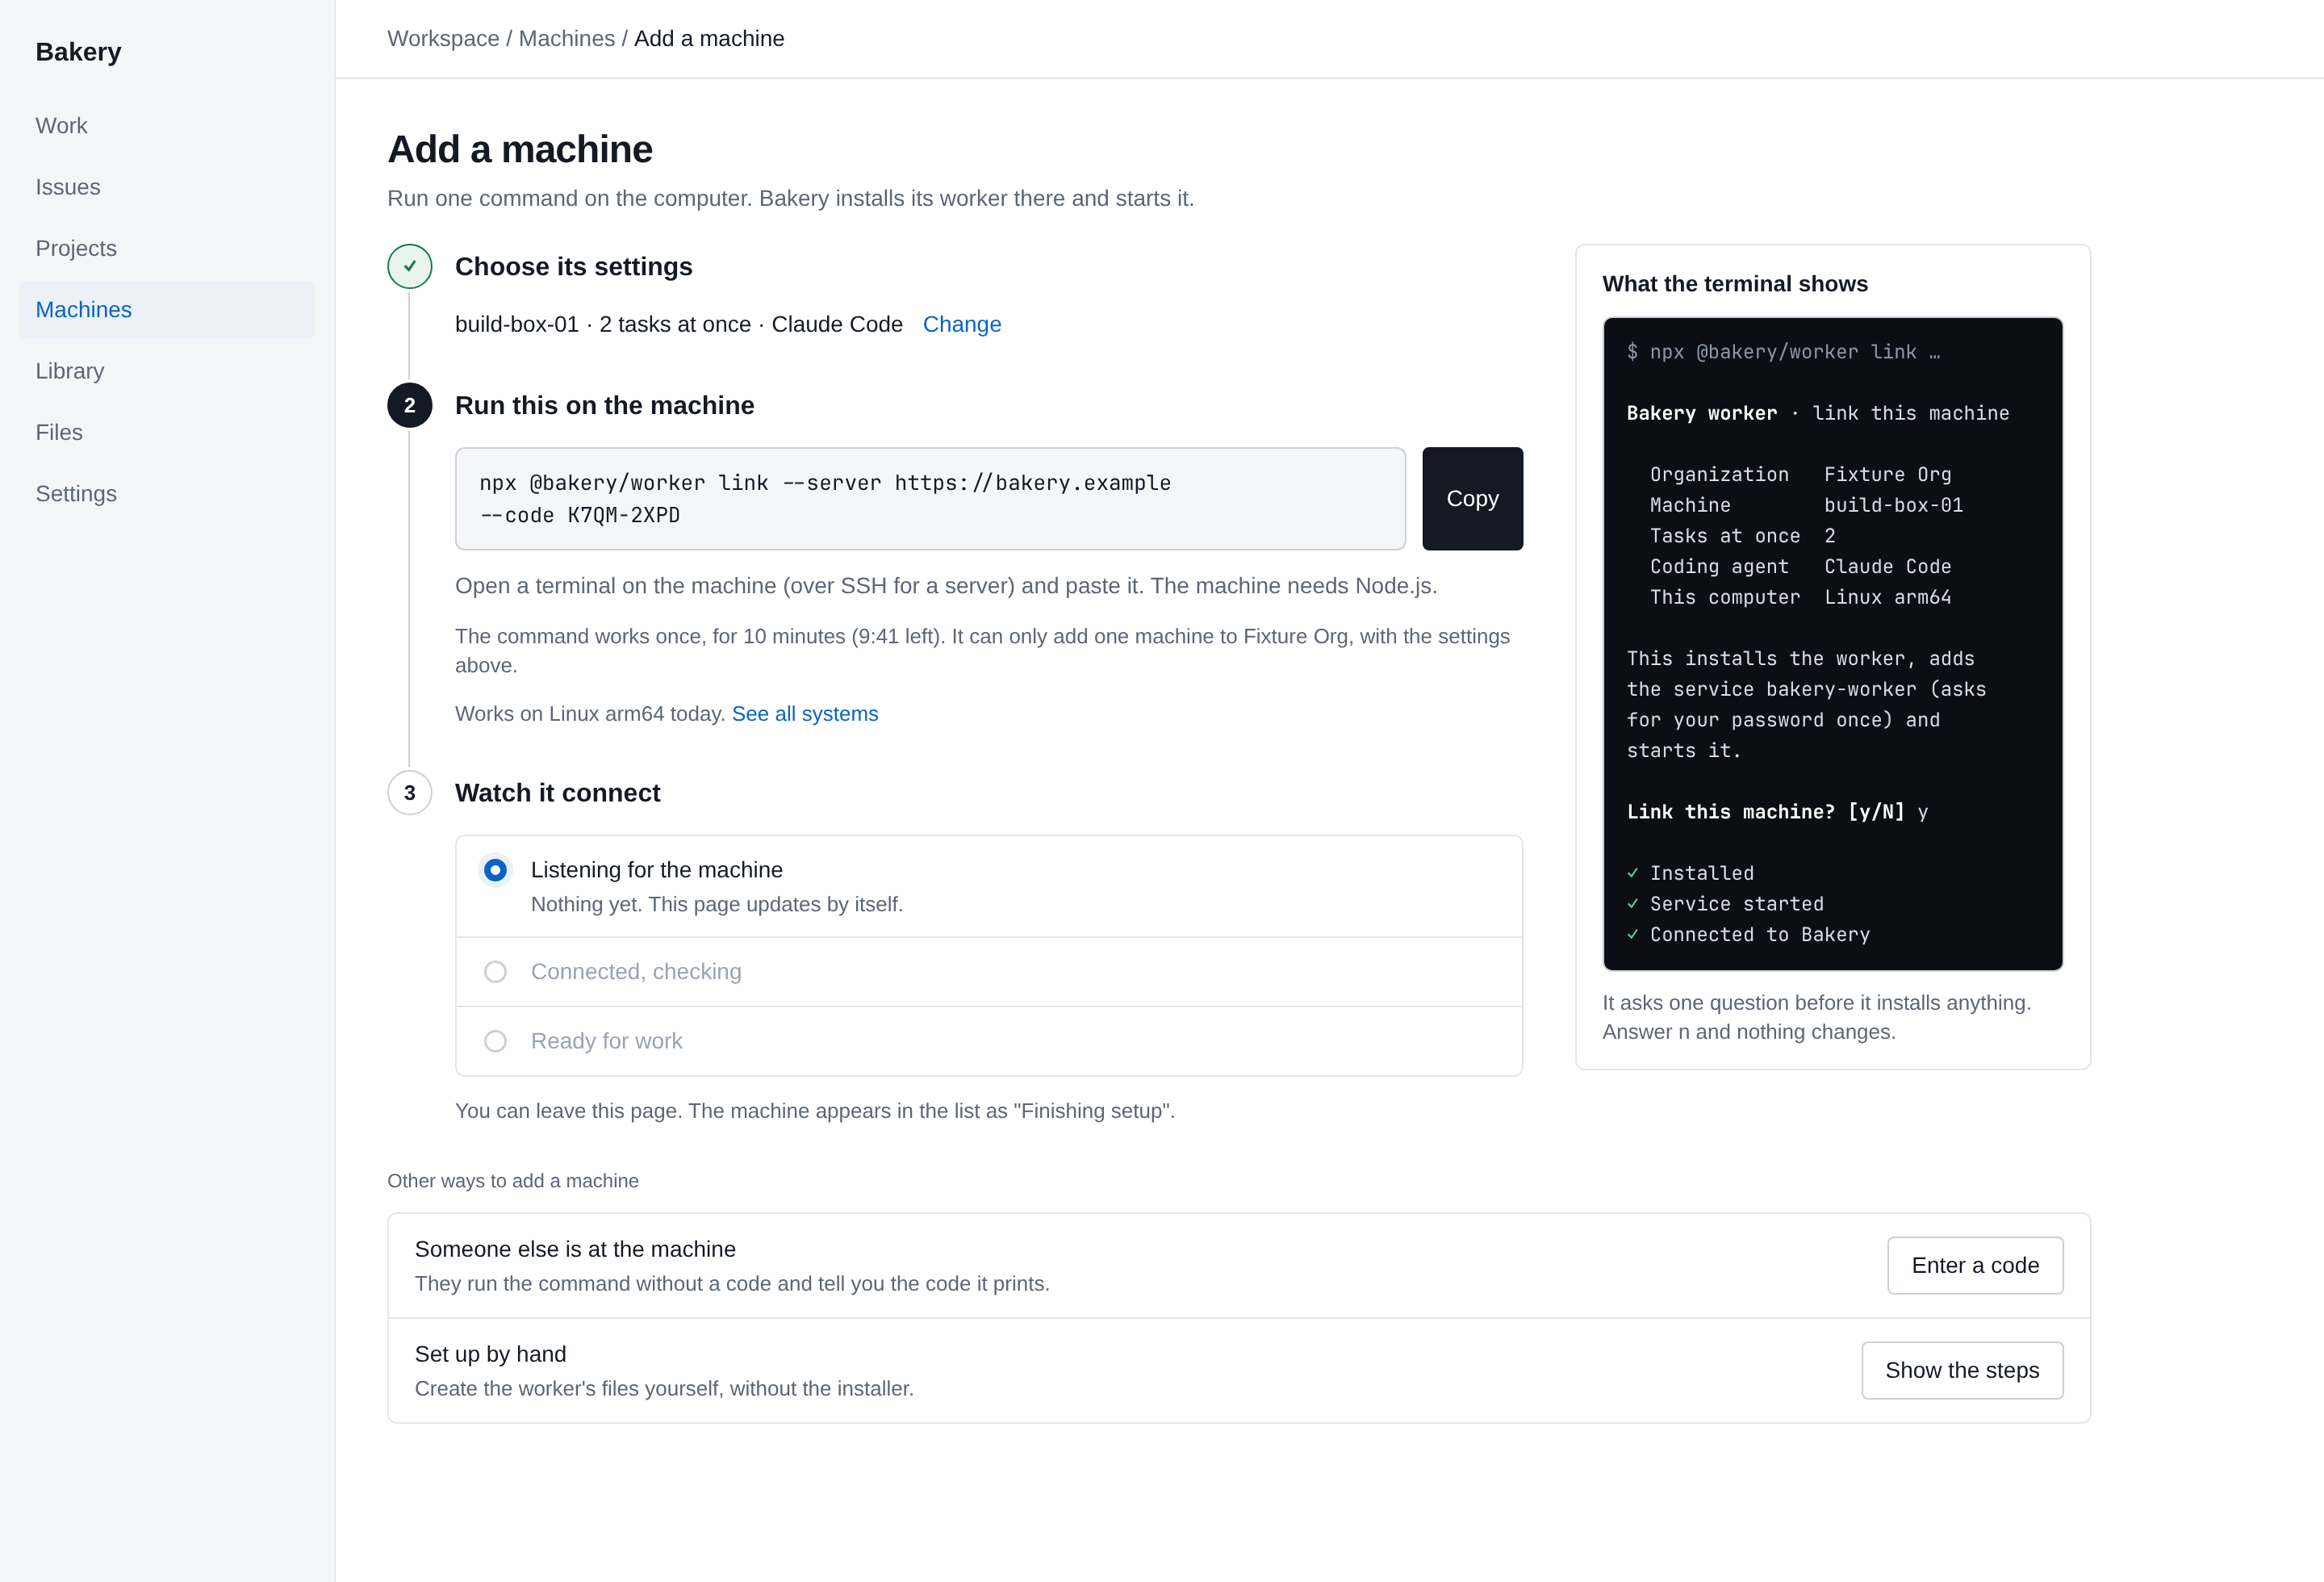 Bakery
Work
Issues
Projects
Machines
Library
Files
Settings
Workspace / Machines / Add a machine
Add a machine
Run one command on the computer. Bakery installs its worker there and starts it.
Choose its settings
build-box-01 · 2 tasks at once · Claude Code Change
2 Run this on the machine
npx @bakery/worker link --server https://bakery.example
--code K7QM-2XPD
Copy
Open a terminal on the machine (over SSH for a server) and paste it. The machine needs Node.js.
The command works once, for 10 minutes (9:41 left). It can only add one machine to Fixture Org, with the settings
above.
Works on Linux arm64 today. See all systems
3 Watch it connect
Listening for the machine
Nothing yet. This page updates by itself.
Connected, checking
Ready for work
You can leave this page. The machine appears in the list as "Finishing setup".
What the terminal shows
$ npx @bakery/worker link …
Bakery worker · link this machine
Organization Fixture Org
Machine build-box-01
Tasks at once 2
Coding agent Claude Code
This computer Linux arm64
This installs the worker, adds
the service bakery-worker (asks
for your password once) and
starts it.
Link this machine? [y/N] y
✓ Installed
✓ Service started
✓ Connected to Bakery
It asks one question before it installs anything.
Answer n and nothing changes.
Other ways to add a machine
Someone else is at the machine
They run the command without a code and tell you the code it prints.
Enter a code
Set up by hand
Create the worker's files yourself, without the installer.
Show the steps